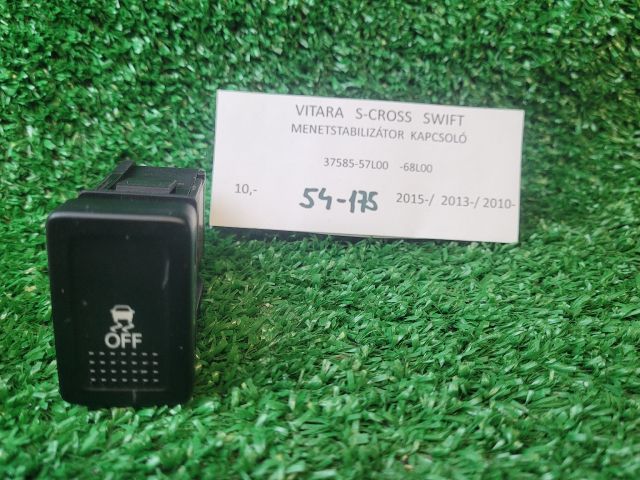 VITARA S-CROSS SWIFT
MENETSTABILIZÁTOR KAPCSOLÓ
37585-57L00 -68L00
10,- 54-175 2015-/ 2013-/ 2010-
OFF